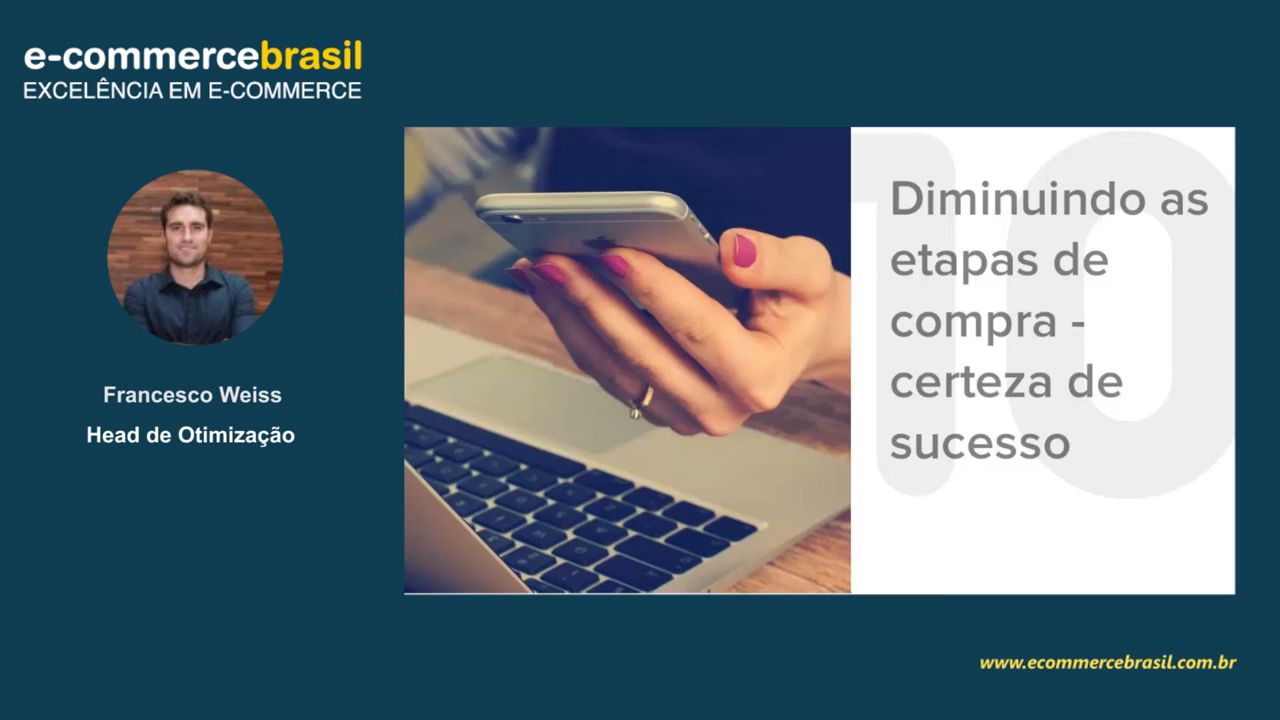 e-commercebrasil
EXCELÊNCIA EM E-COMMERCE
Francesco Weiss
Head de Otimização
10
Diminuindo as
etapas de
compra -
certeza de
sucesso
www.ecommercebrasil.com.br